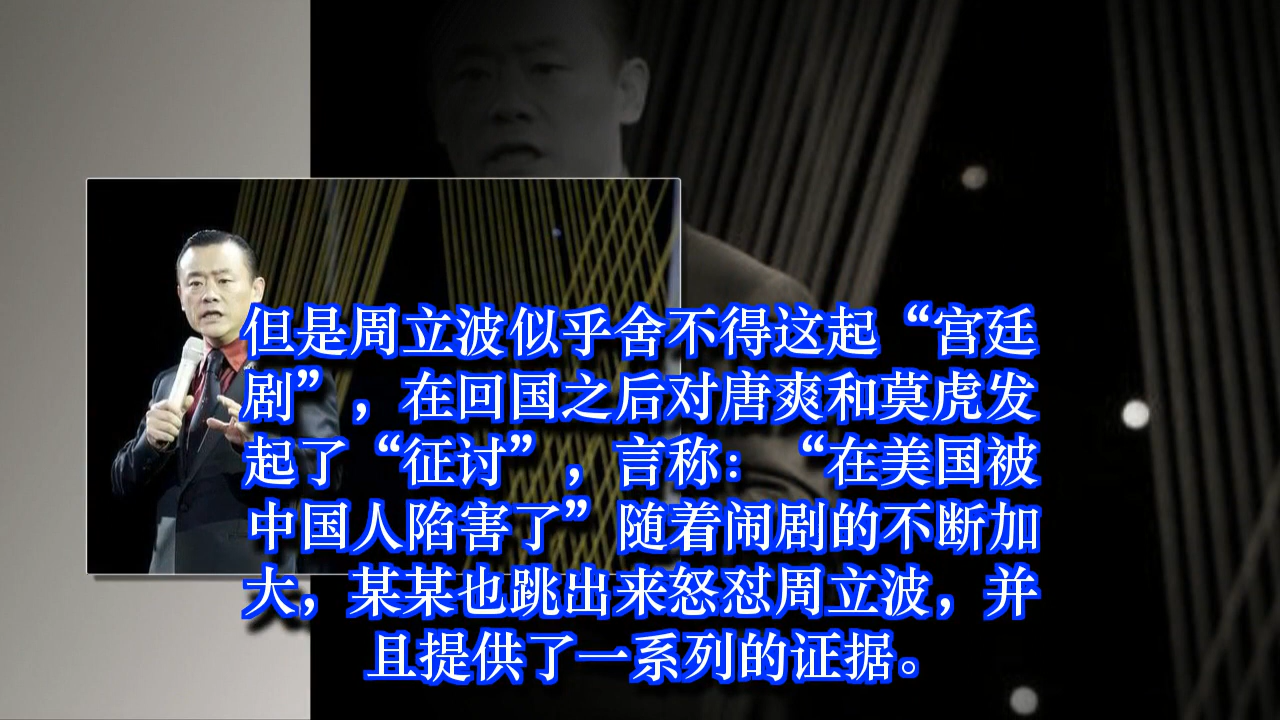 但是周立波似乎舍不得这起“宫廷
剧”，在回国之后对唐爽和莫虎发
起了“征讨”，言称：“在美国被
中国人陷害了”随着闹剧的不断加
大，某某也跳出来怒怼周立波，并
且提供了一系列的证据。